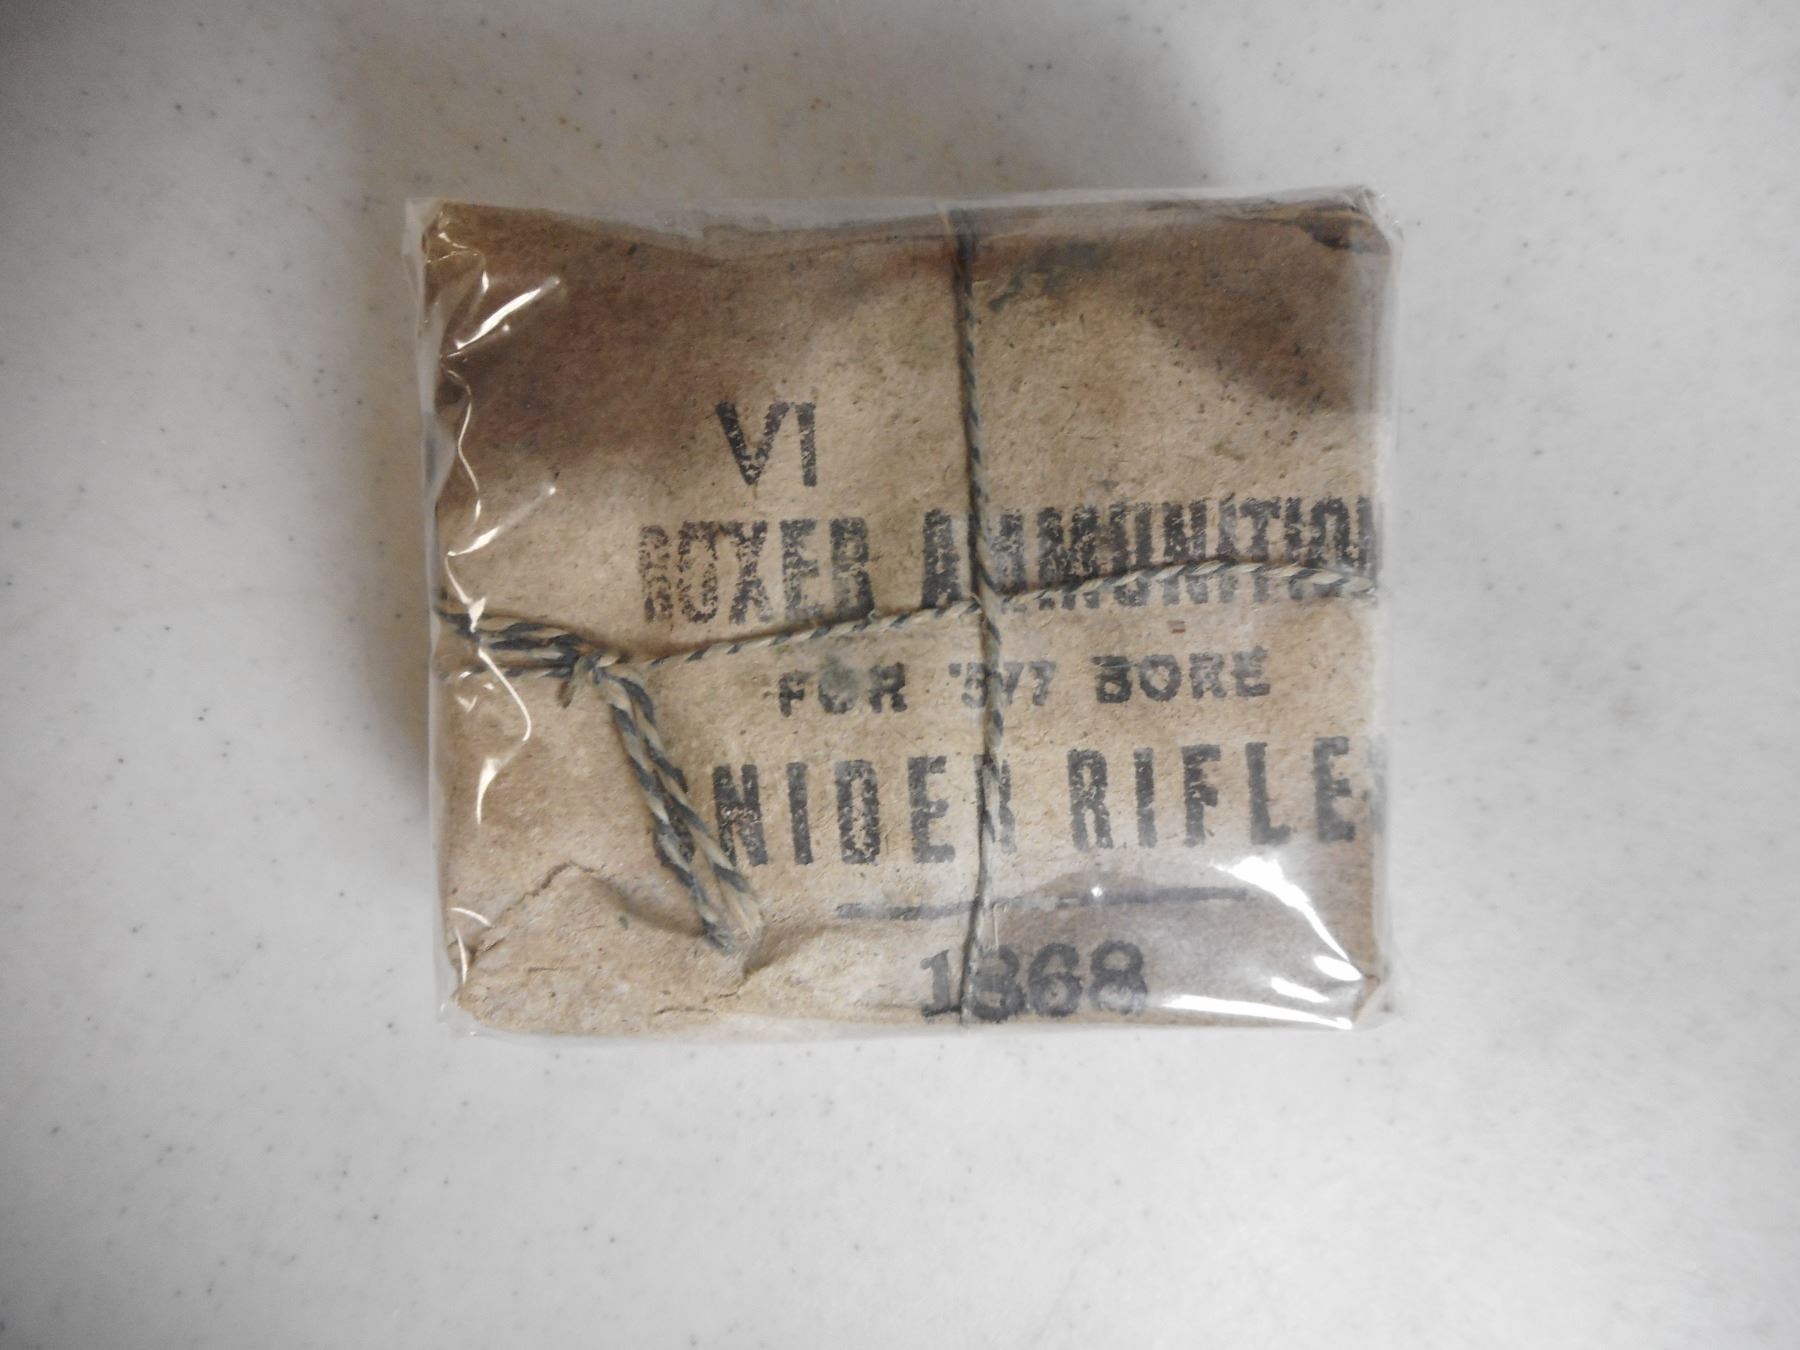 VI
BOXER AMMUNITION
FOR '577 BORE
SNIDER RIFLES
1868